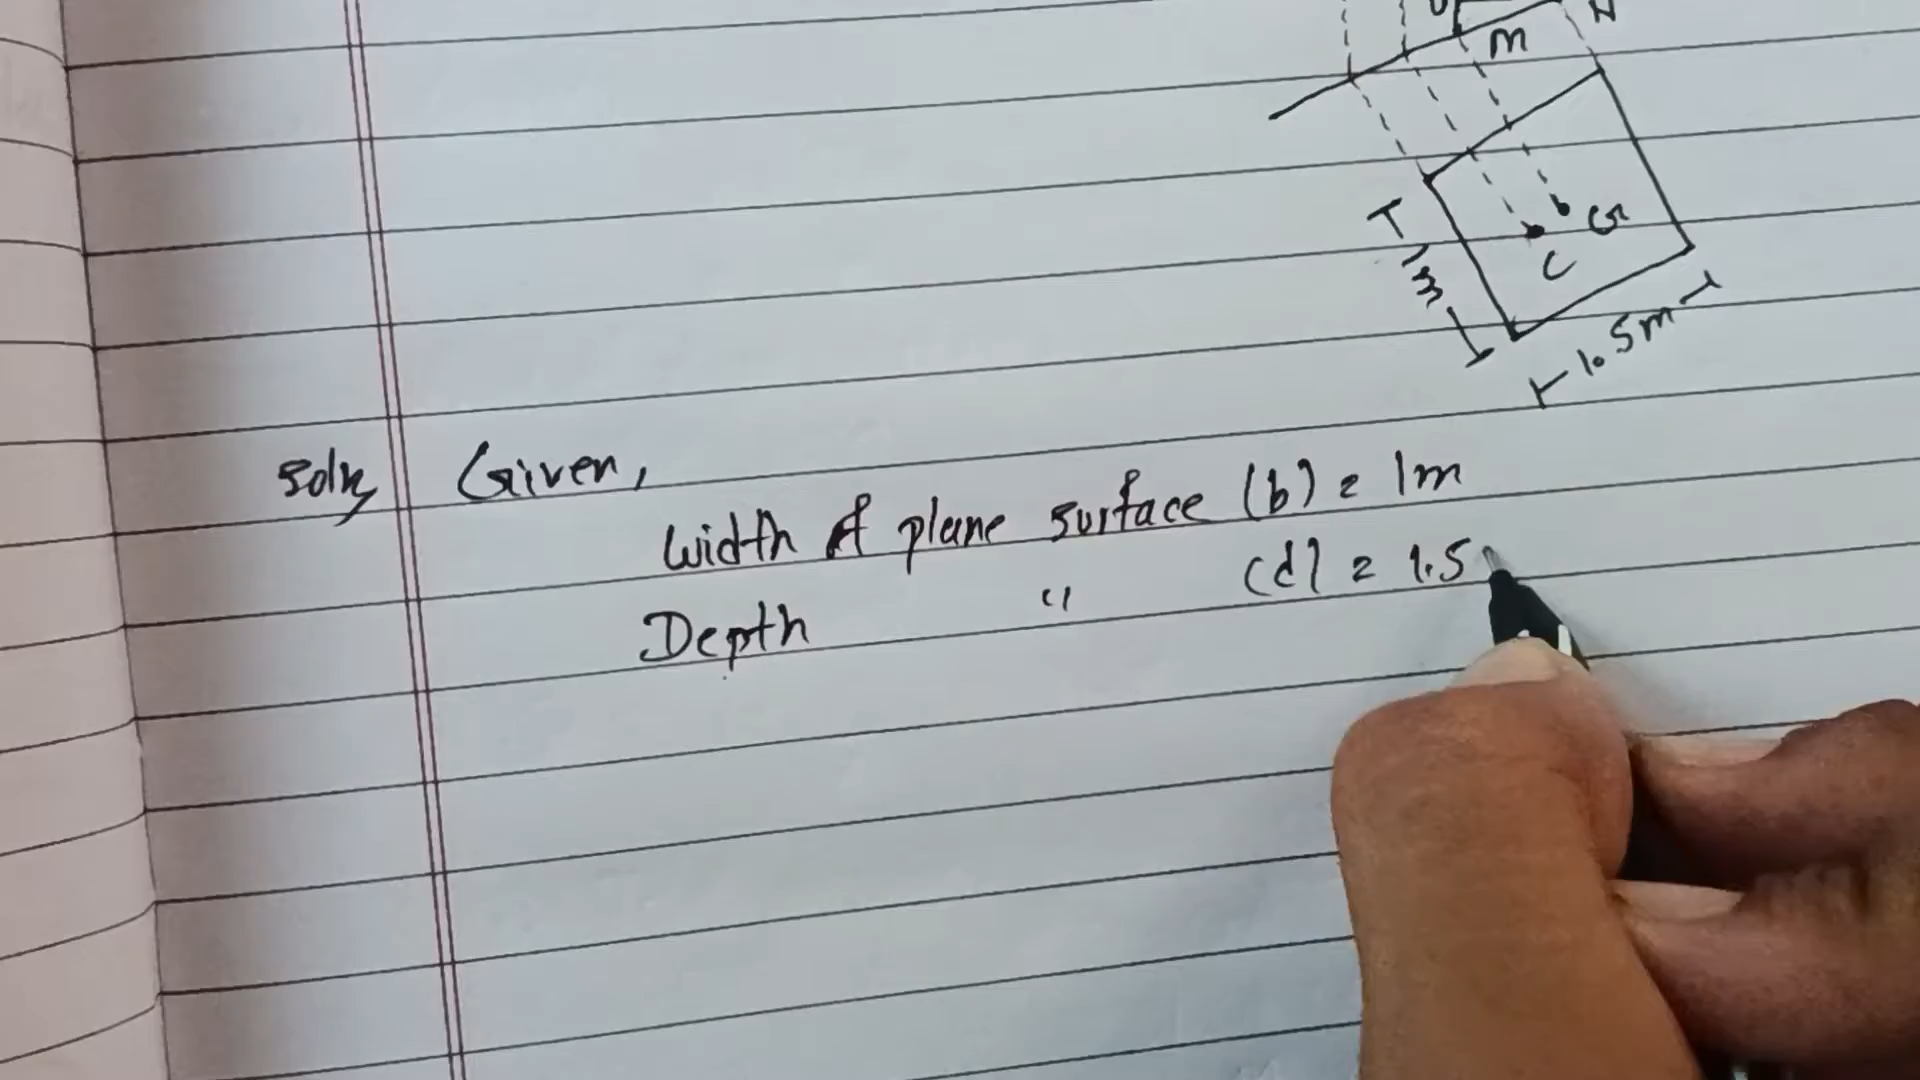 N
M
G
C
1m
1.5m
Soln, Given,
Width of plane surface (b) = 1m
Depth " (d) = 1.5